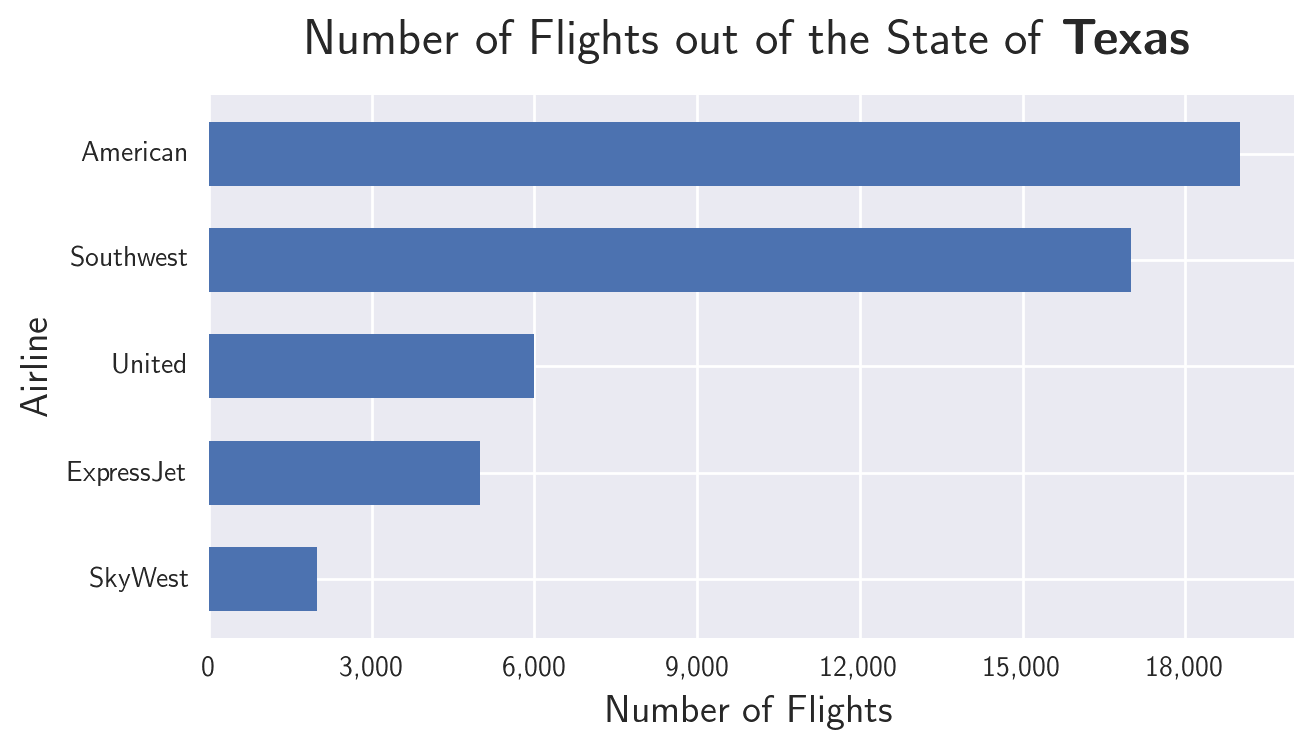 Number of Flights out of the State of Texas
American
Southwest
United
ExpressJet
SkyWest
Airline
0 3,000 6,000 9,000 12,000 15,000 18,000
Number of Flights